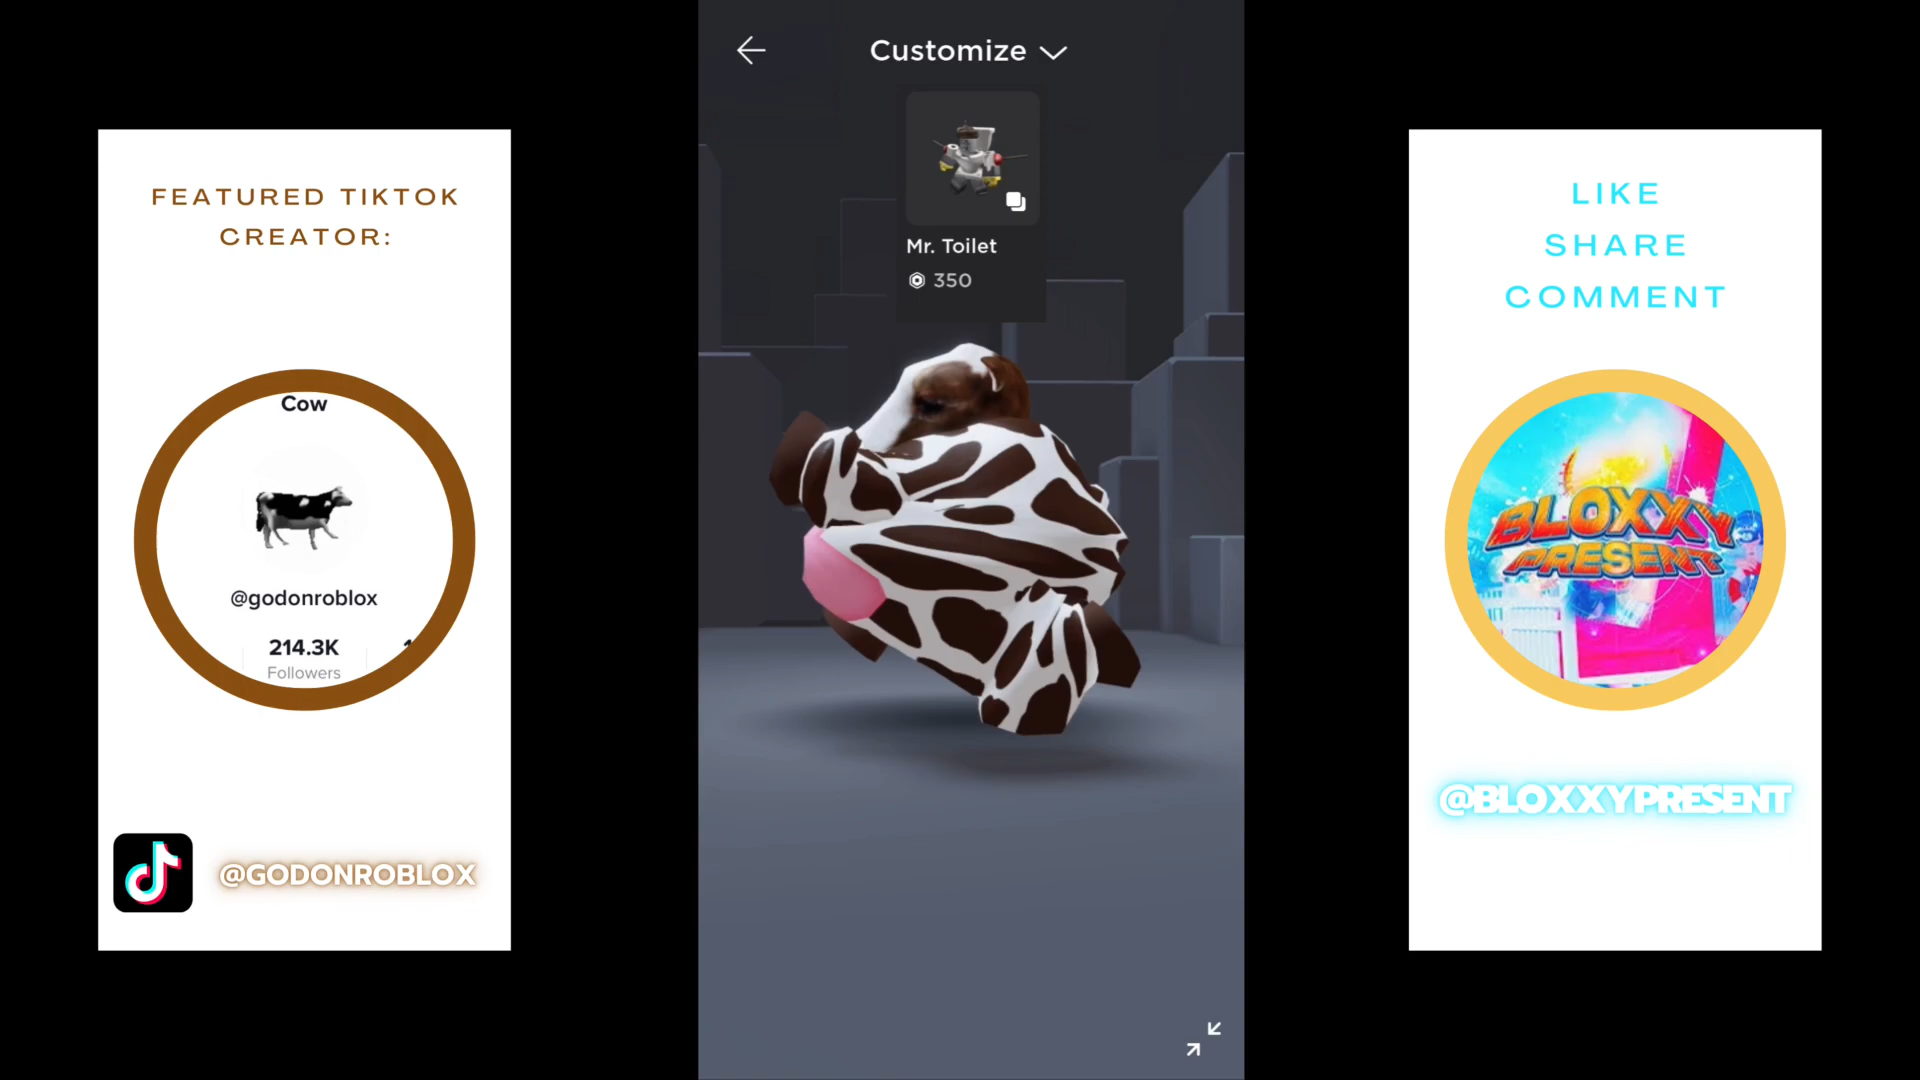 FEATURED TIKTOK
CREATOR:
Cow
@godonroblox
214.3K
Followers
@GODONROBLOX
Customize
Mr. Toilet
350
LIKE
SHARE
COMMENT
BLOXXY
PRESENT
@BLOXXYPRESENT